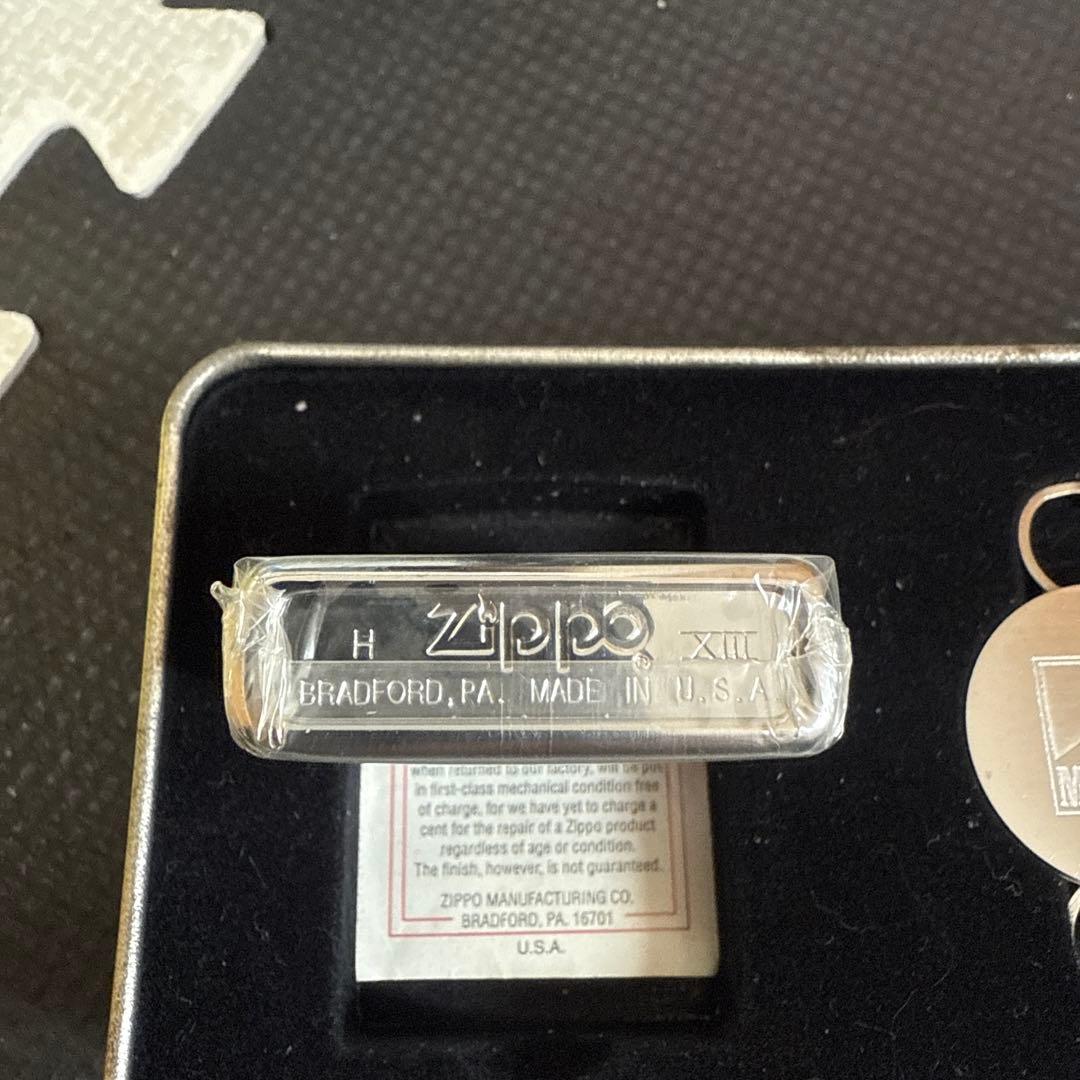 H Zippo® XIII
BRADFORD, PA. MADE IN U.S.A.
when returned to our factory, will be put
in first-class mechanical condition free
of charge, for we have yet to charge a
cent for the repair of a Zippo product
regardless of age or condition.
The finish, however, is not guaranteed.
ZIPPO MANUFACTURING CO.
BRADFORD, PA. 16701
U.S.A.